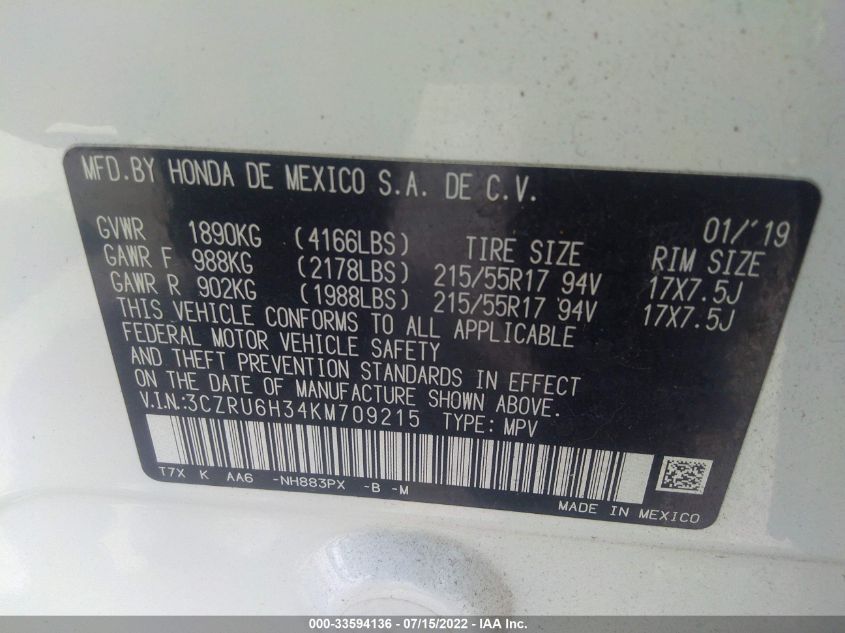 MFD.BY HONDA DE MEXICO S.A. DE C.V.
01/'19
GVWR 1890KG (4166LBS) TIRE SIZE RIM SIZE
GAWR F 988KG (2178LBS) 215/55R17 94V 17X7.5J
GAWR R 902KG (1988LBS) 215/55R17 94V 17X7.5J
THIS VEHICLE CONFORMS TO ALL APPLICABLE
FEDERAL MOTOR VEHICLE SAFETY
AND THEFT PREVENTION STANDARDS IN EFFECT
ON THE DATE OF MANUFACTURE SHOWN ABOVE.
V.I.N.:3CZRU6H34KM709215 TYPE: MPV
T7X K AA6 -NH883PX -B -M
MADE IN MEXICO
000-33594136 - 07/15/2022 - IAAI, Inc.